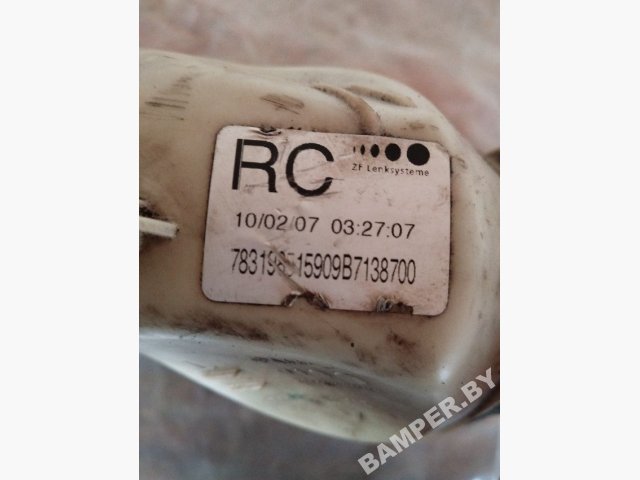 RC
ZF Lenksysteme
10/02/07 03:27:07
BAMPER.BY